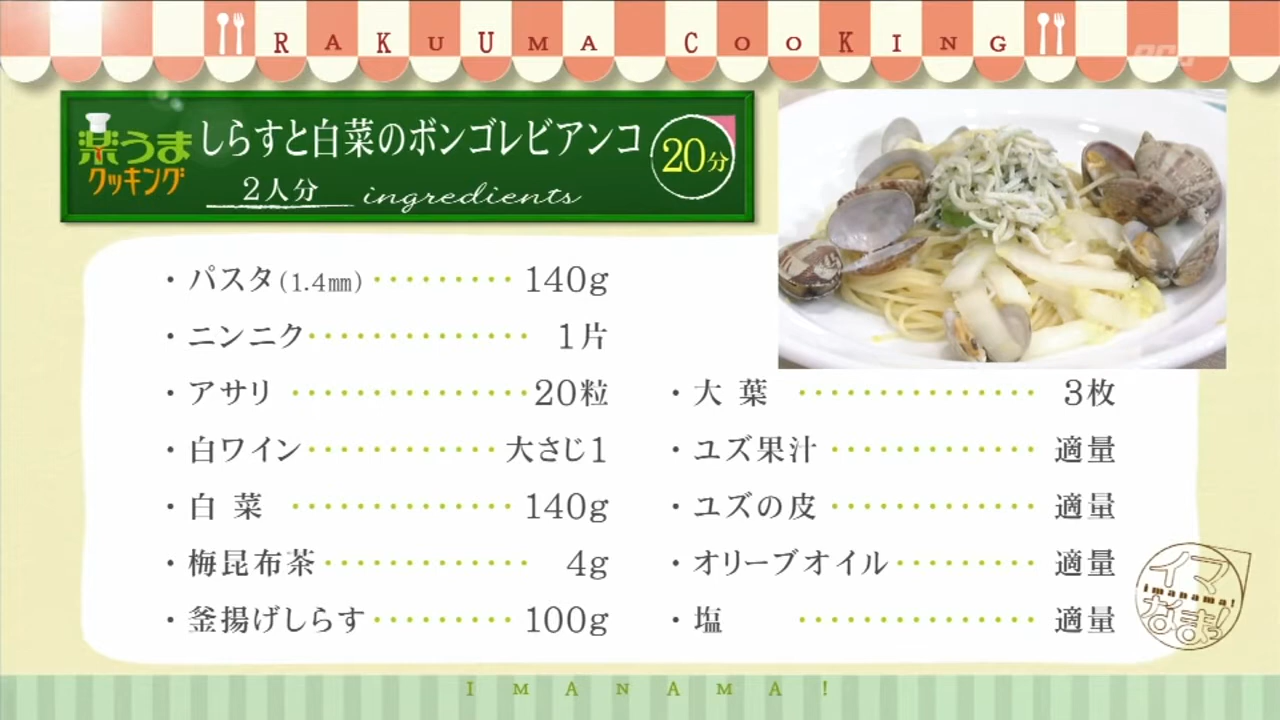 RAKUUMA COOKING
楽うま
クッキング
しらすと白菜のボンゴレビアンコ
2人分 ingredients
20分
・パスタ(1.4㎜)・・・・・・・・・140g
・ニンニク・・・・・・・・・・・・・・1片
・アサリ・・・・・・・・・・・・・・・20粒
・白ワイン・・・・・・・・・・・・大さじ1
・白菜・・・・・・・・・・・・・・140g
・梅昆布茶・・・・・・・・・・・・・4g
・釜揚げしらす・・・・・・・・・100g
・大葉・・・・・・・・・・・・・・・3枚
・ユズ果汁・・・・・・・・・・・・・適量
・ユズの皮・・・・・・・・・・・・・適量
・オリーブオイル・・・・・・・・・適量
・塩・・・・・・・・・・・・・・・適量
イマ
imanama!
なまっ!
IMANAMA!